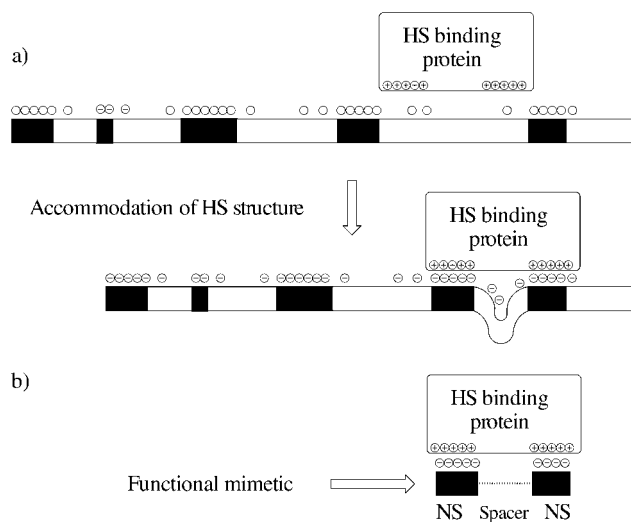 a)
HS binding
protein
Accommodation of HS structure
HS binding
protein
b)
HS binding
protein
Functional mimetic
NS Spacer NS